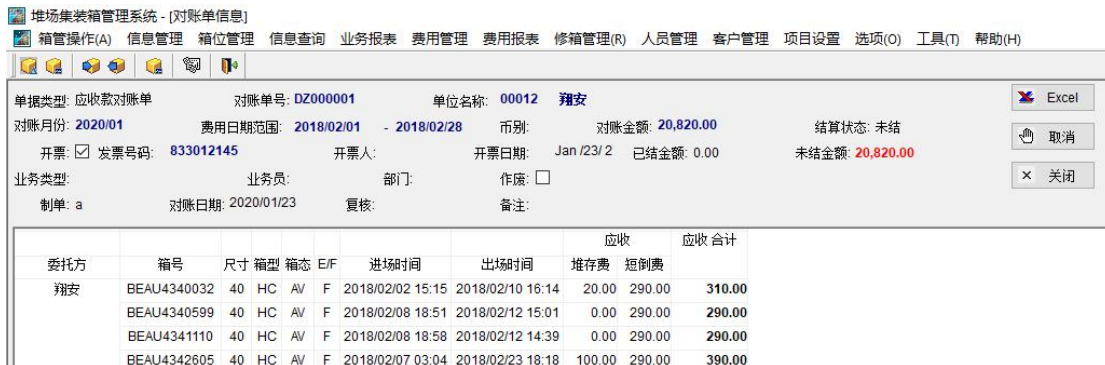 堆场集装箱管理系统 - [对账单信息]
箱管操作(A) 信息管理 箱位管理 信息查询 业务报表 费用管理 费用报表 修箱管理(R) 人员管理 客户管理 项目设置 选项(O) 工具(T) 帮助(H)
单据类型: 应收款对账单 对账单号: DZ000001 单位名称: 00012 翔安 Excel
对账月份: 2020/01 费用日期范围: 2018/02/01 - 2018/02/28 币别: 对账金额: 20,820.00 结算状态: 未结 取消
开票: 发票号码: 833012145 开票人: 开票日期: Jan /23/ 2 已结金额: 0.00 未结金额: 20,820.00
业务类型: 业务员: 部门: 作废: 关闭
制单: a 对账日期: 2020/01/23 复核: 备注:
应收 应收 合计
委托方 箱号 尺寸 箱型 箱态 E/F 进场时间 出场时间 堆存费 短倒费
翔安 BEAU4340032 40 HC AV F 2018/02/02 15:15 2018/02/10 16:14 20.00 290.00 310.00
BEAU4340599 40 HC AV F 2018/02/08 18:51 2018/02/12 15:01 0.00 290.00 290.00
BEAU4341110 40 HC AV F 2018/02/08 18:58 2018/02/12 14:39 0.00 290.00 290.00
BEAU4342605 40 HC AV F 2018/02/07 03:04 2018/02/23 18:18 100.00 290.00 390.00